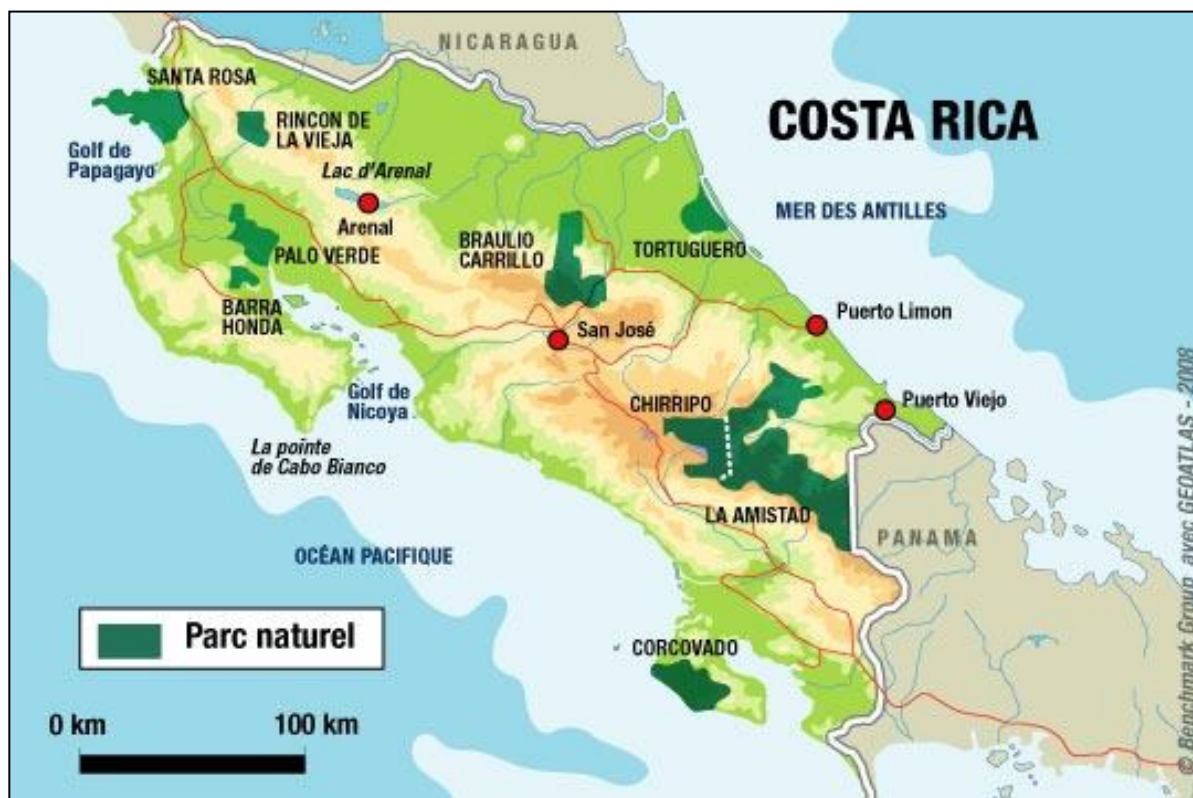 NICARAGUA
SANTA ROSA
COSTA RICA
RINCON DE
LA VIEJA
Golf de
Papagayo
Lac d'Arenal
Arenal
MER DES ANTILLES
BRAULIO
CARRILLO
TORTUGUERO
PALO VERDE
BARRA
HONDA
San José
Puerto Limon
Golf de
Nicoya
CHIRRIPO
Puerto Viejo
La pointe
de Cabo Bianco
LA AMISTAD
PANAMA
OCÉAN PACIFIQUE
Parc naturel
CORCOVADO
0 km
100 km
© Benchmark Group avec GEOATLAS - 2008